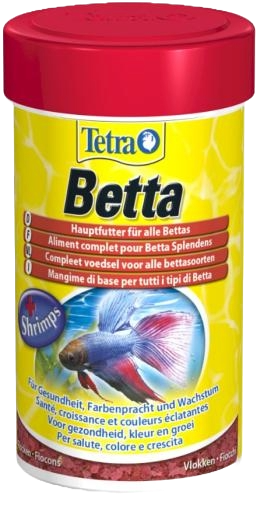 Tetra
Betta
D
F
NL
I
Hauptfutter für alle Bettas
Aliment complet pour Betta Splendens
Compleet voedsel voor alle bettasoorten
Mangime di base per tutti i tipi di Betta
+ Shrimps
Für Gesundheit, Farbenpracht und Wachstum
Santé, croissance et couleurs éclatantes
Voor gezondheid, kleur en groei
Per salute, colore e crescita
Flocons
Vlokken • Fiocchi